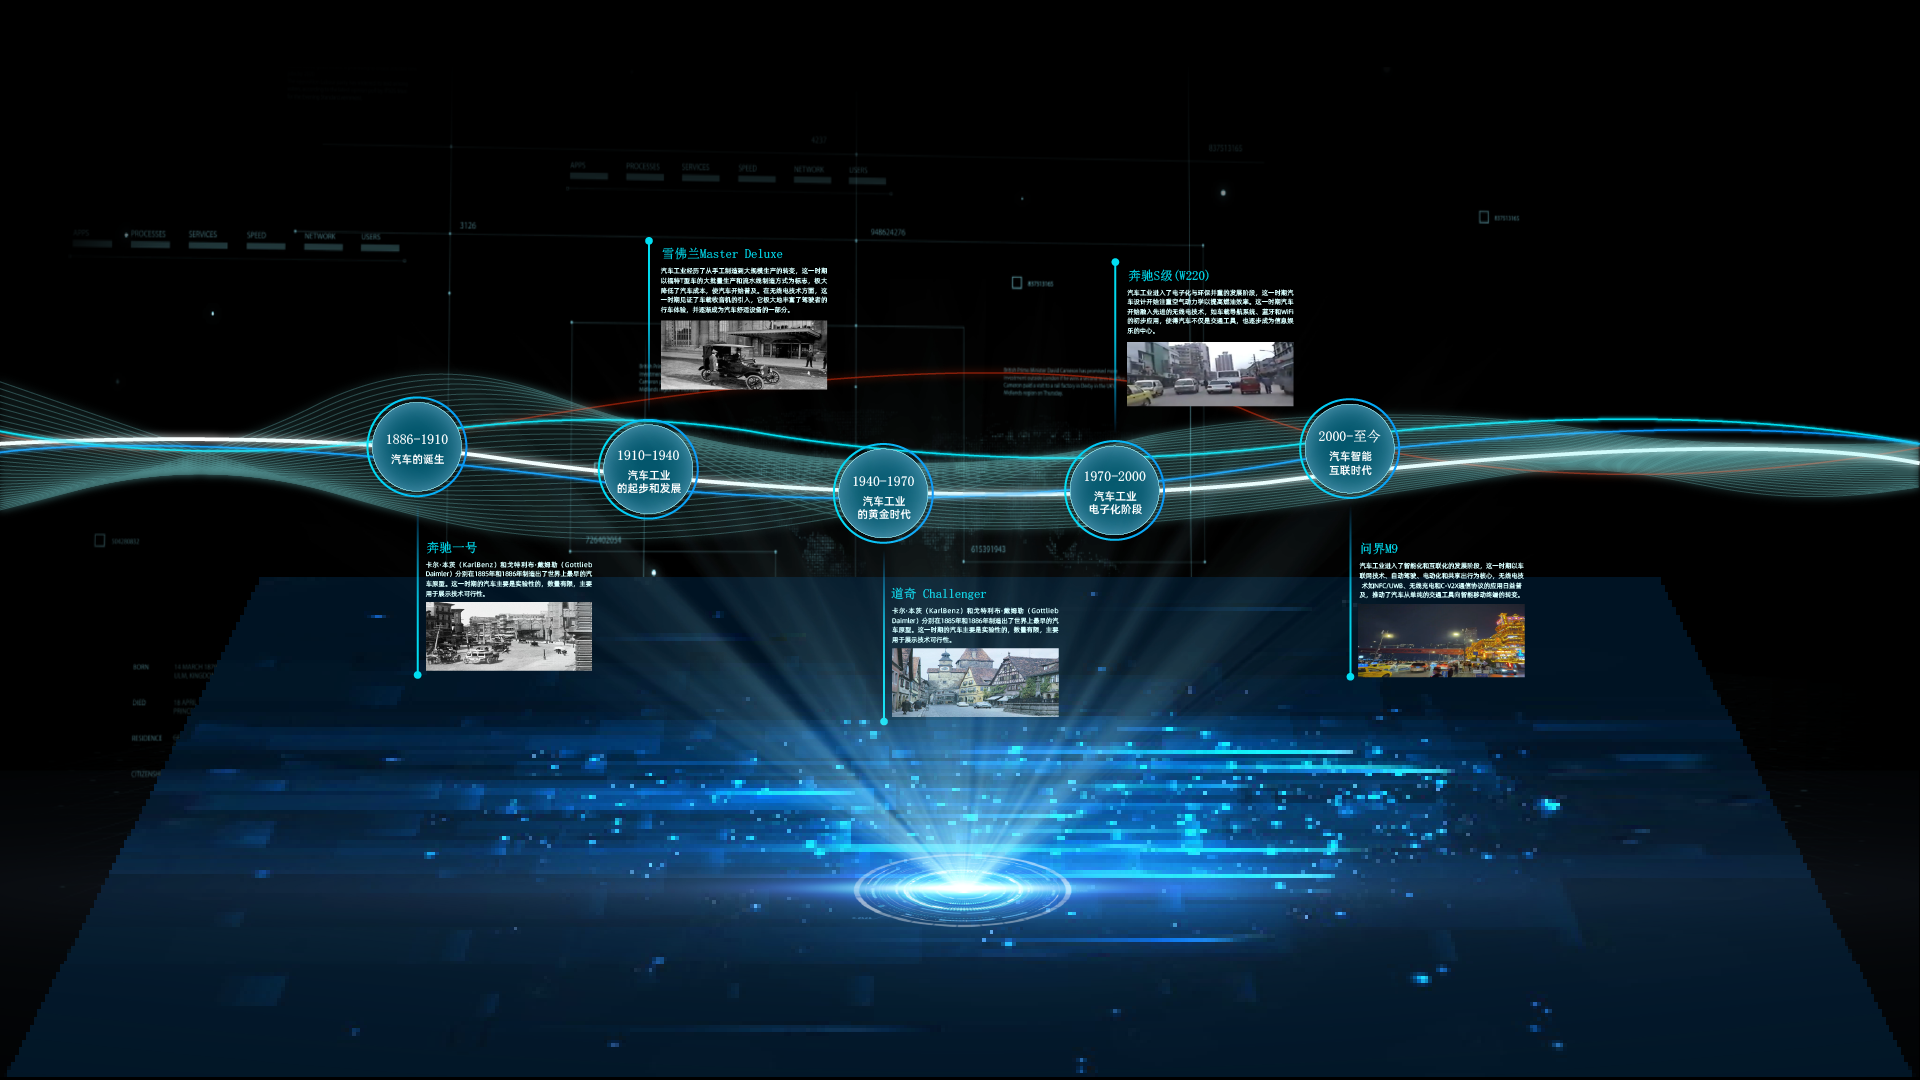 APPS PROCESSES SERVICES SPEED NETWORK USERS
837513165
PROCESSES SERVICES SPEED NETWORK USERS
3126
948624276
837513165
837513165
雪佛兰Master Deluxe
汽车工业经历了从手工制造到大规模生产的转变，这一时期
以福特T型车的大批量生产和流水线制造方式为标志，极大
降低了汽车成本，使汽车开始普及。在无线电技术方面，这
一时期见证了车载收音机的引入，它极大地丰富了驾驶者的
行车体验，并逐渐成为汽车舒适设备的一部分。
奔驰S级(W220)
汽车工业进入了电子化与环保并重的发展阶段，这一时期汽
车设计开始注重空气动力学以提高燃油效率。这一时期汽车
开始融入先进的无线电技术，如车载导航系统、蓝牙和WiFi
的初步应用，使得汽车不仅是交通工具，也逐步成为信息娱
乐的中心。
1886-1910
汽车的诞生
1910-1940
汽车工业
的起步和发展
1940-1970
汽车工业
的黄金时代
1970-2000
汽车工业
电子化阶段
2000-至今
汽车智能
互联时代
726402054
615391943
奔驰一号
卡尔·本茨（KarlBenz）和戈特利布·戴姆勒（Gottlieb
Daimler）分别在1885年和1886年制造出了世界上最早的汽
车原型。这一时期的汽车主要是实验性的，数量有限，主要
用于展示技术可行性。
道奇 Challenger
卡尔·本茨（KarlBenz）和戈特利布·戴姆勒（Gottlieb
Daimler）分别在1885年和1886年制造出了世界上最早的汽
车原型。这一时期的汽车主要是实验性的，数量有限，主要
用于展示技术可行性。
问界M9
汽车工业进入了智能化和互联化的发展阶段，这一时期以车
联网技术、自动驾驶、电动化和共享出行为核心，无线电技
术如NFC/UWB、无线充电和C-V2X通信协议的应用日益普
及，推动了汽车从单纯的交通工具向智能移动终端的转变。
BORN
DIED
RESIDENCE